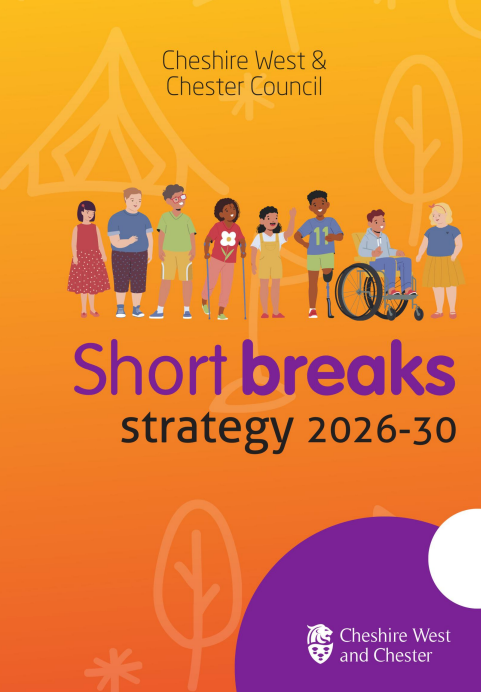 Cheshire West &
Chester Council
11
Short breaks
strategy 2026-30
Cheshire West
and Chester